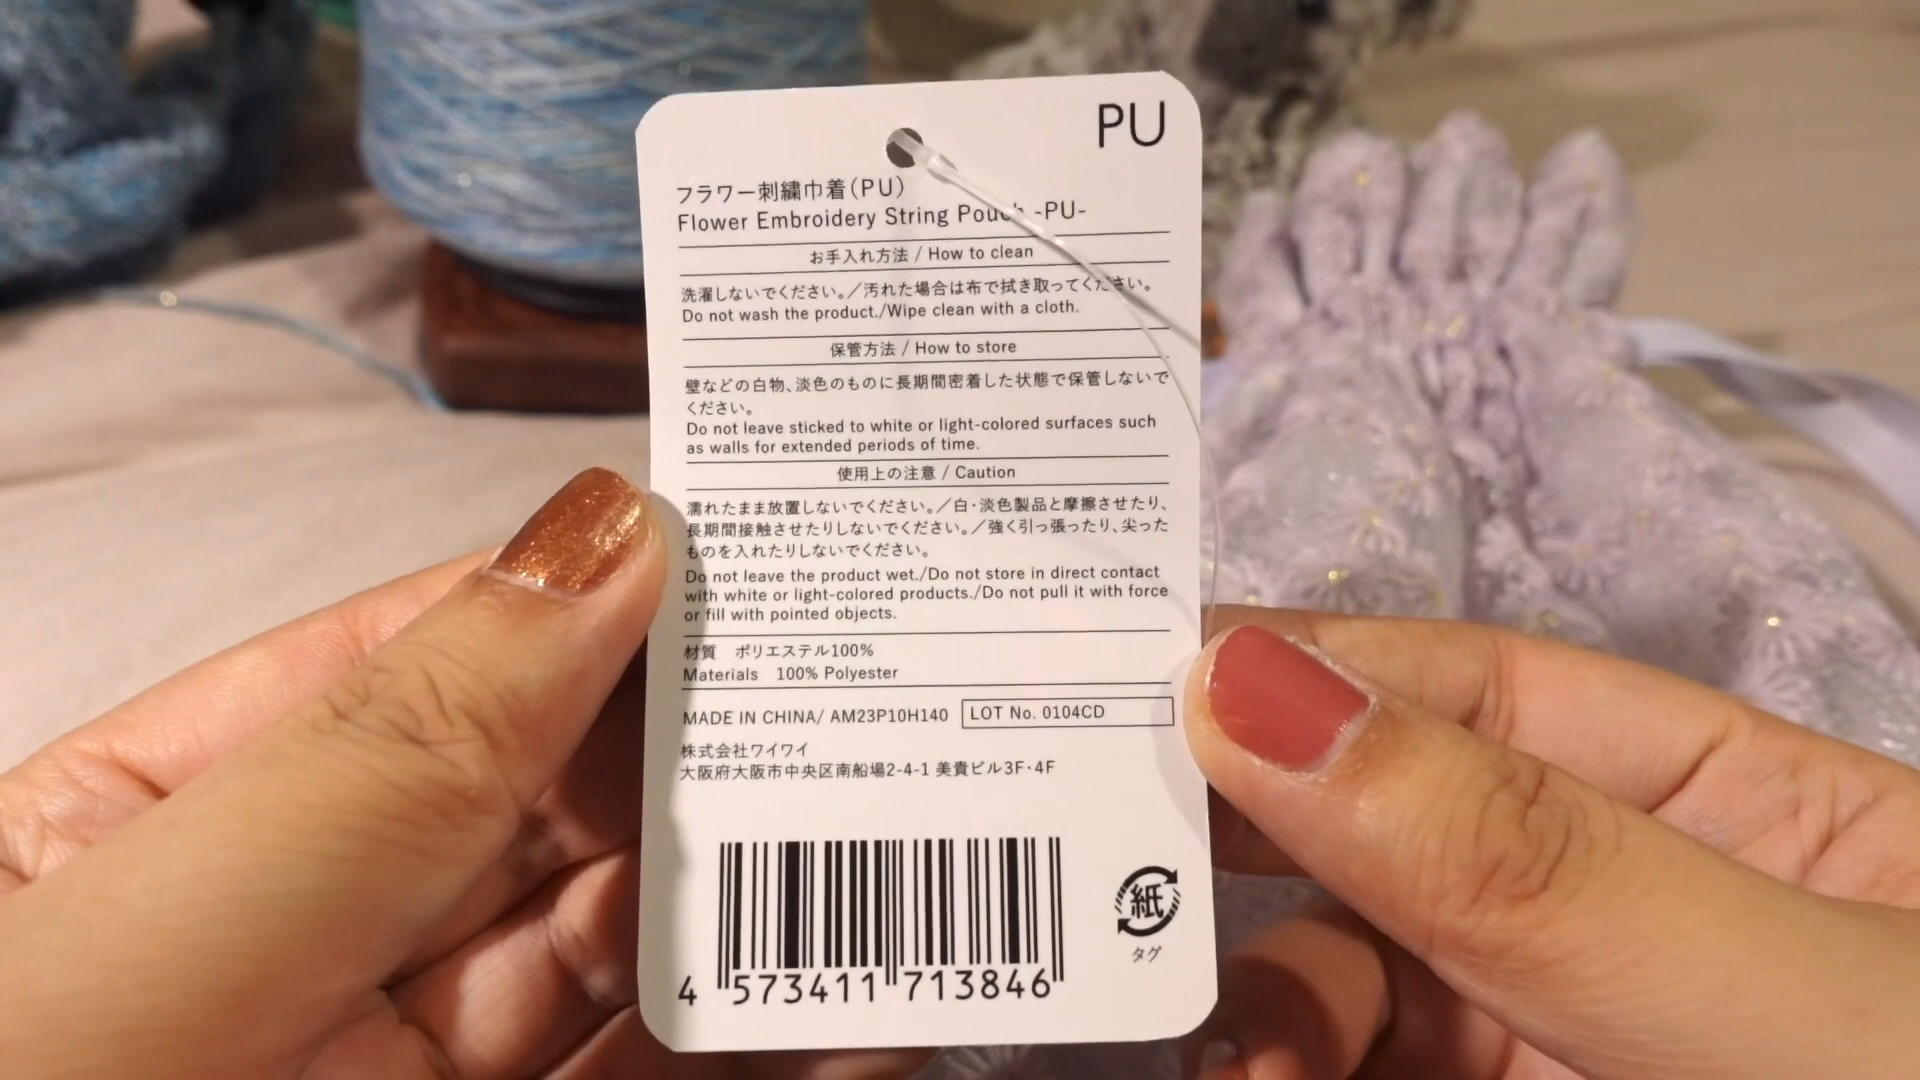 PU
フラワー刺繍巾着(PU)
Flower Embroidery String Pouch -PU-
お手入れ方法 / How to clean
洗濯しないでください。／汚れた場合は布で拭き取ってください。
Do not wash the product./Wipe clean with a cloth.
保管方法 / How to store
壁などの白物、淡色のものに長期間密着した状態で保管しないで
ください。
Do not leave sticked to white or light-colored surfaces such
as walls for extended periods of time.
使用上の注意 / Caution
濡れたまま放置しないでください。／白・淡色製品と摩擦させたり、
長期間接触させたりしないでください。／強く引っ張ったり、尖った
ものを入れたりしないでください。
Do not leave the product wet./Do not store in direct contact
with white or light-colored products./Do not pull it with force
or fill with pointed objects.
材質　ポリエステル100%
Materials　100% Polyester
MADE IN CHINA/ AM23P10H140 LOT No. 0104CD
株式会社ワイワイ
大阪府大阪市中央区南船場2-4-1 美貴ビル3F・4F
紙
タグ
4 573411 713846